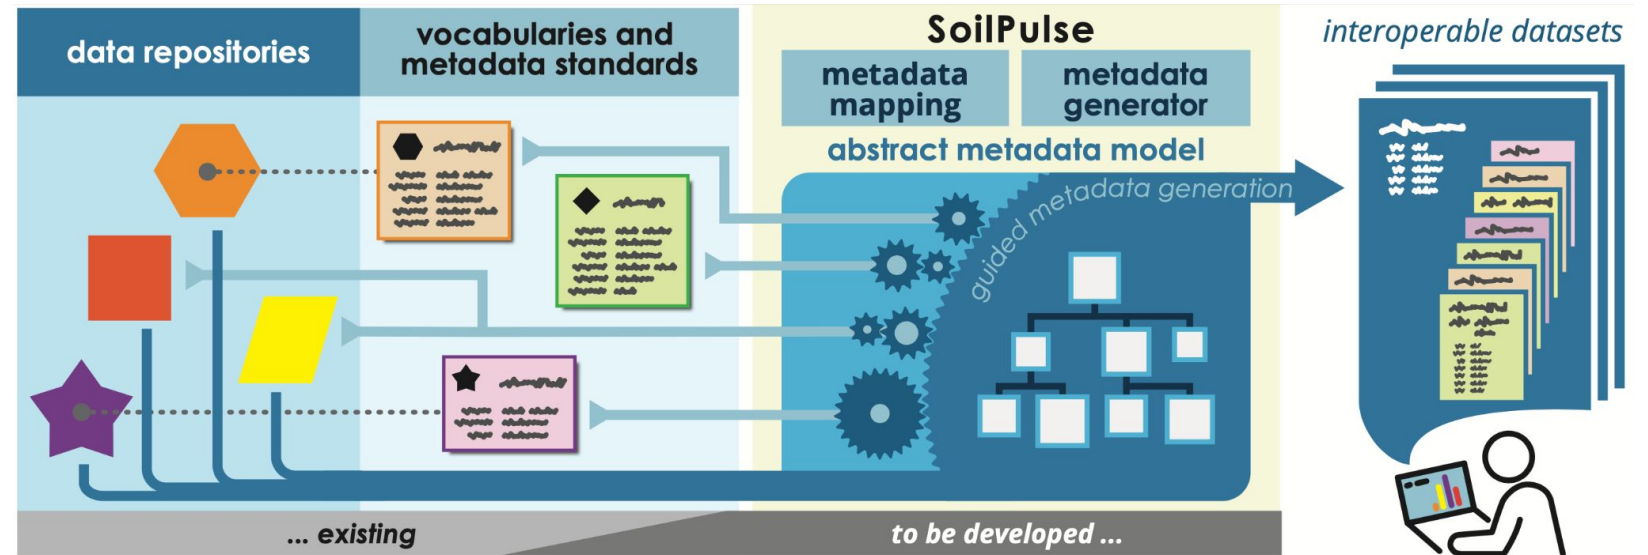 data repositories
vocabularies and
metadata standards
SoilPulse
metadata
mapping
metadata
generator
abstract metadata model
guided metadata generation
interoperable datasets
... existing
to be developed ...